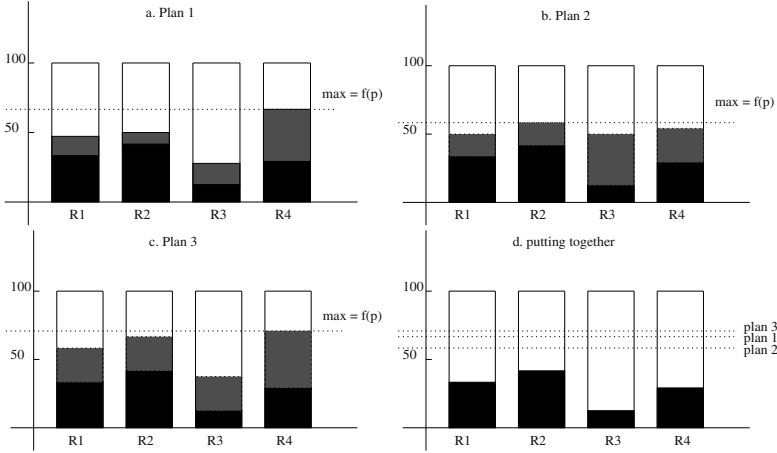 a. Plan 1
100
max = f(p)
50
R1 R2 R3 R4
b. Plan 2
100
max = f(p)
50
R1 R2 R3 R4
c. Plan 3
100
max = f(p)
50
R1 R2 R3 R4
d. putting together
100
plan 3
plan 1
plan 2
50
R1 R2 R3 R4